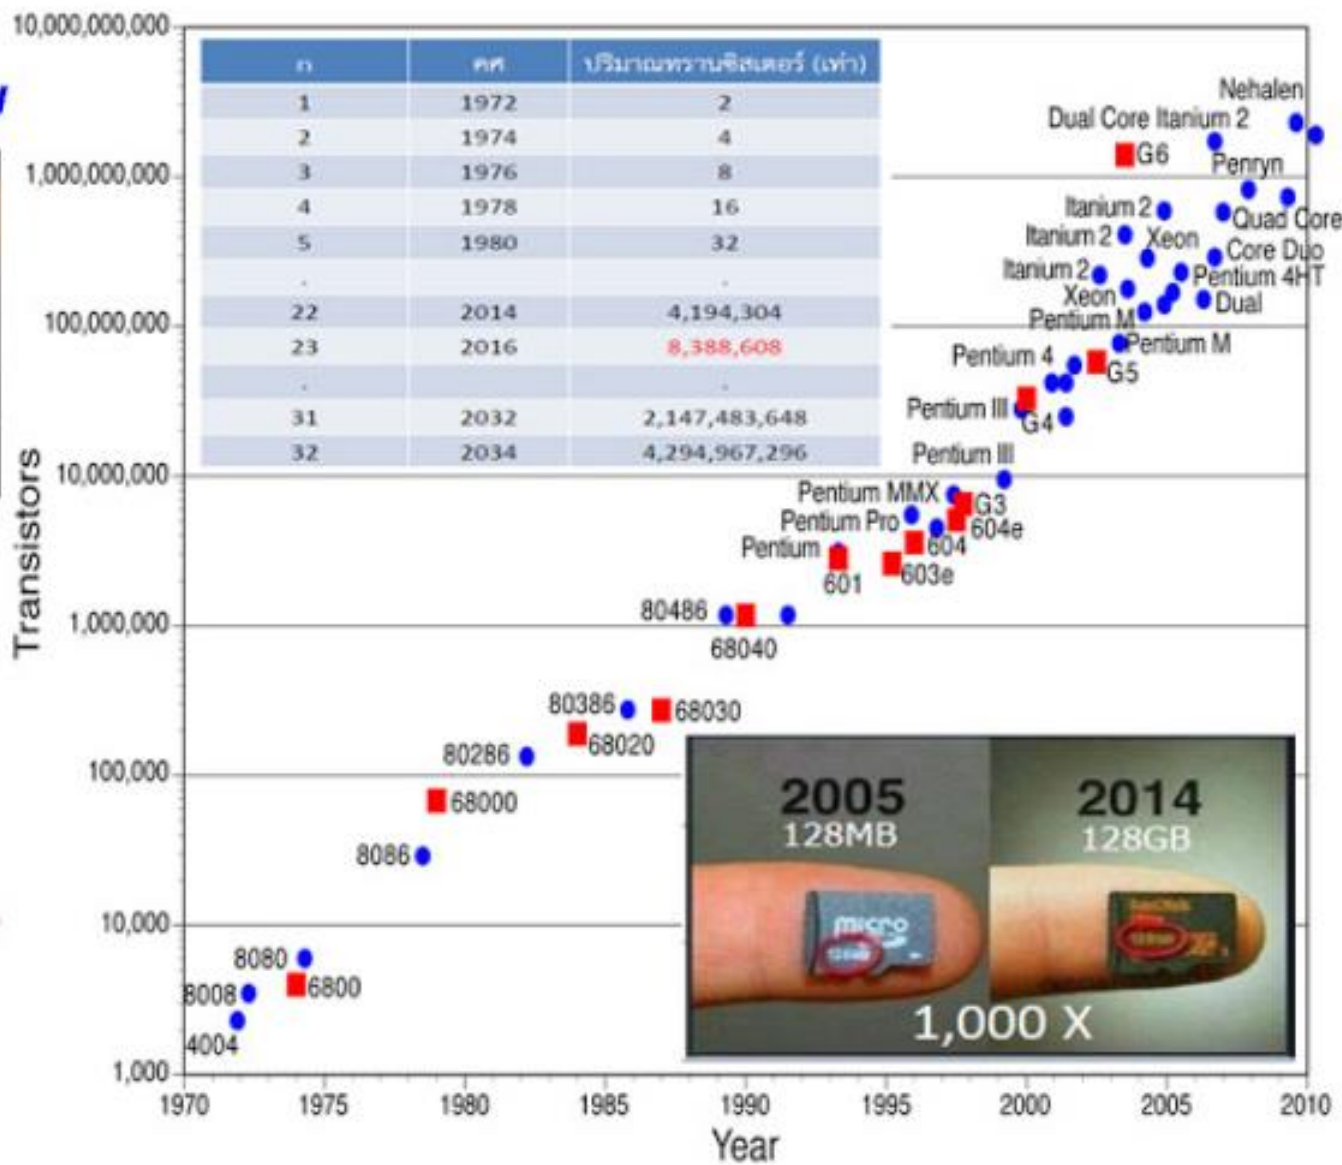 10,000,000,000
1,000,000,000
100,000,000
10,000,000
1,000,000
100,000
10,000
1,000
Transistors
ก คศ ปริมาณทรานซิสเตอร์ (เท่า)
1 1972 2
2 1974 4
3 1976 8
4 1978 16
5 1980 32
. .
22 2014 4,194,304
23 2016 8,388,608
. .
31 2032 2,147,483,648
32 2034 4,294,967,296
Nehalen
Dual Core Itanium 2
G6
Penryn
Itanium 2
Quad Core
Itanium 2
Xeon
Core Duo
Itanium 2
Pentium 4HT
Xeon
Dual
Pentium M
Pentium M
Pentium 4
G5
Pentium III
G4
Pentium III
Pentium MMX
G3
Pentium Pro
604e
Pentium
604
601
603e
80486
68040
80386
68030
68020
80286
68000
8086
8080
6800
8008
4004
2005
128MB
2014
128GB
micro
1,000 X
1970 1975 1980 1985 1990 1995 2000 2005 2010
Year